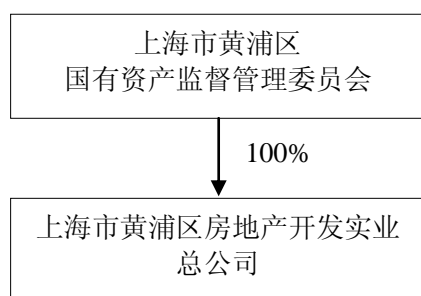 上海市黄浦区
国有资产监督管理委员会
100%
上海市黄浦区房地产开发实业
总公司